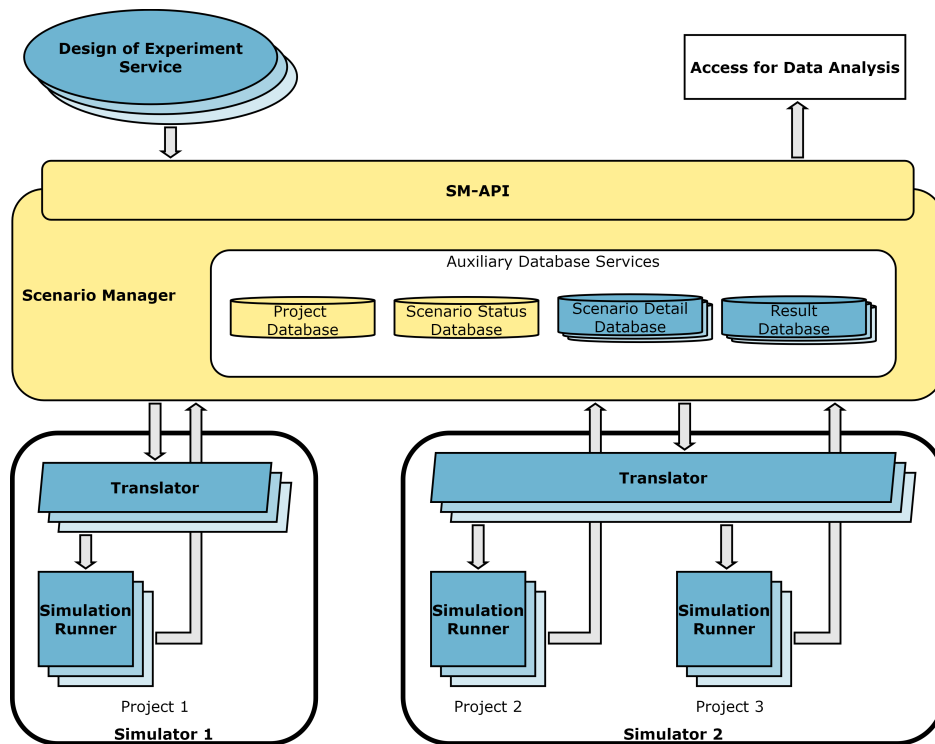 Design of Experiment
Service
Access for Data Analysis
SM-API
Auxiliary Database Services
Scenario Manager
Project
Database
Scenario Status
Database
Scenario Detail
Database
Result
Database
Translator
Translator
Simulation
Runner
Simulation
Runner
Simulation
Runner
Project 1
Project 2
Project 3
Simulator 1
Simulator 2